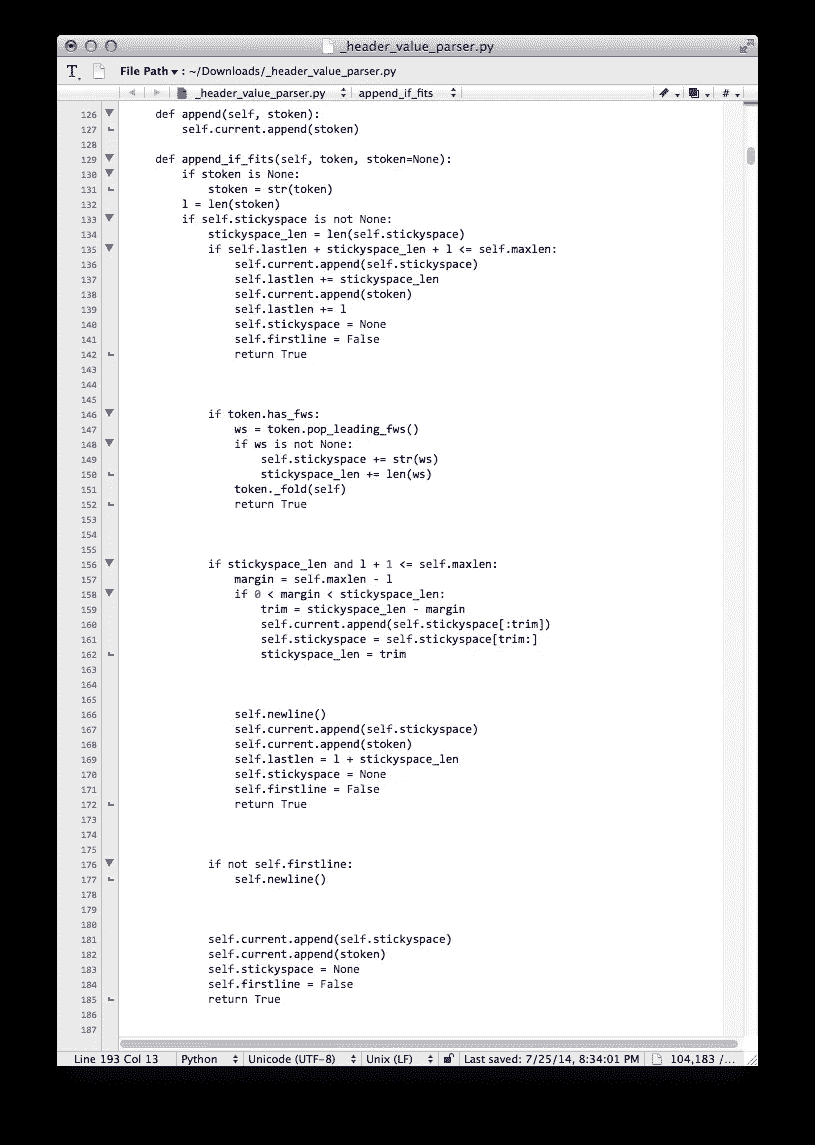 _header_value_parser.py
T. File Path ▾ : ~/Downloads/_header_value_parser.py
_header_value_parser.py append_if_fits #
126 def append(self, stoken):
127 self.current.append(stoken)
128
129 def append_if_fits(self, token, stoken=None):
130 if stoken is None:
131 stoken = str(token)
132 l = len(stoken)
133 if self.stickyspace is not None:
134 stickyspace_len = len(self.stickyspace)
135 if self.lastlen + stickyspace_len + l <= self.maxlen:
136 self.current.append(self.stickyspace)
137 self.lastlen += stickyspace_len
138 self.current.append(stoken)
139 self.lastlen += l
140 self.stickyspace = None
141 self.firstline = False
142 return True
143
144
145
146 if token.has_fws:
147 ws = token.pop_leading_fws()
148 if ws is not None:
149 self.stickyspace += str(ws)
150 stickyspace_len += len(ws)
151 token._fold(self)
152 return True
153
154
155
156 if stickyspace_len and l + 1 <= self.maxlen:
157 margin = self.maxlen - l
158 if 0 < margin < stickyspace_len:
159 trim = stickyspace_len - margin
160 self.current.append(self.stickyspace[:trim])
161 self.stickyspace = self.stickyspace[trim:]
162 stickyspace_len = trim
163
164
165
166 self.newline()
167 self.current.append(self.stickyspace)
168 self.current.append(stoken)
169 self.lastlen = l + stickyspace_len
170 self.stickyspace = None
171 self.firstline = False
172 return True
173
174
175
176 if not self.firstline:
177 self.newline()
178
179
180
181 self.current.append(self.stickyspace)
182 self.current.append(stoken)
183 self.stickyspace = None
184 self.firstline = False
185 return True
186
187
Line 193 Col 13 Python Unicode (UTF-8) Unix (LF) Last saved: 7/25/14, 8:34:01 PM 104,183 /...